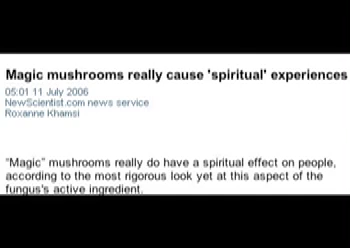 Magic mushrooms really cause 'spiritual' experiences
05:01 11 July 2006
NewScientist.com news service
Roxanne Khamsi
"Magic" mushrooms really do have a spiritual effect on people,
according to the most rigorous look yet at this aspect of the
fungus's active ingredient.